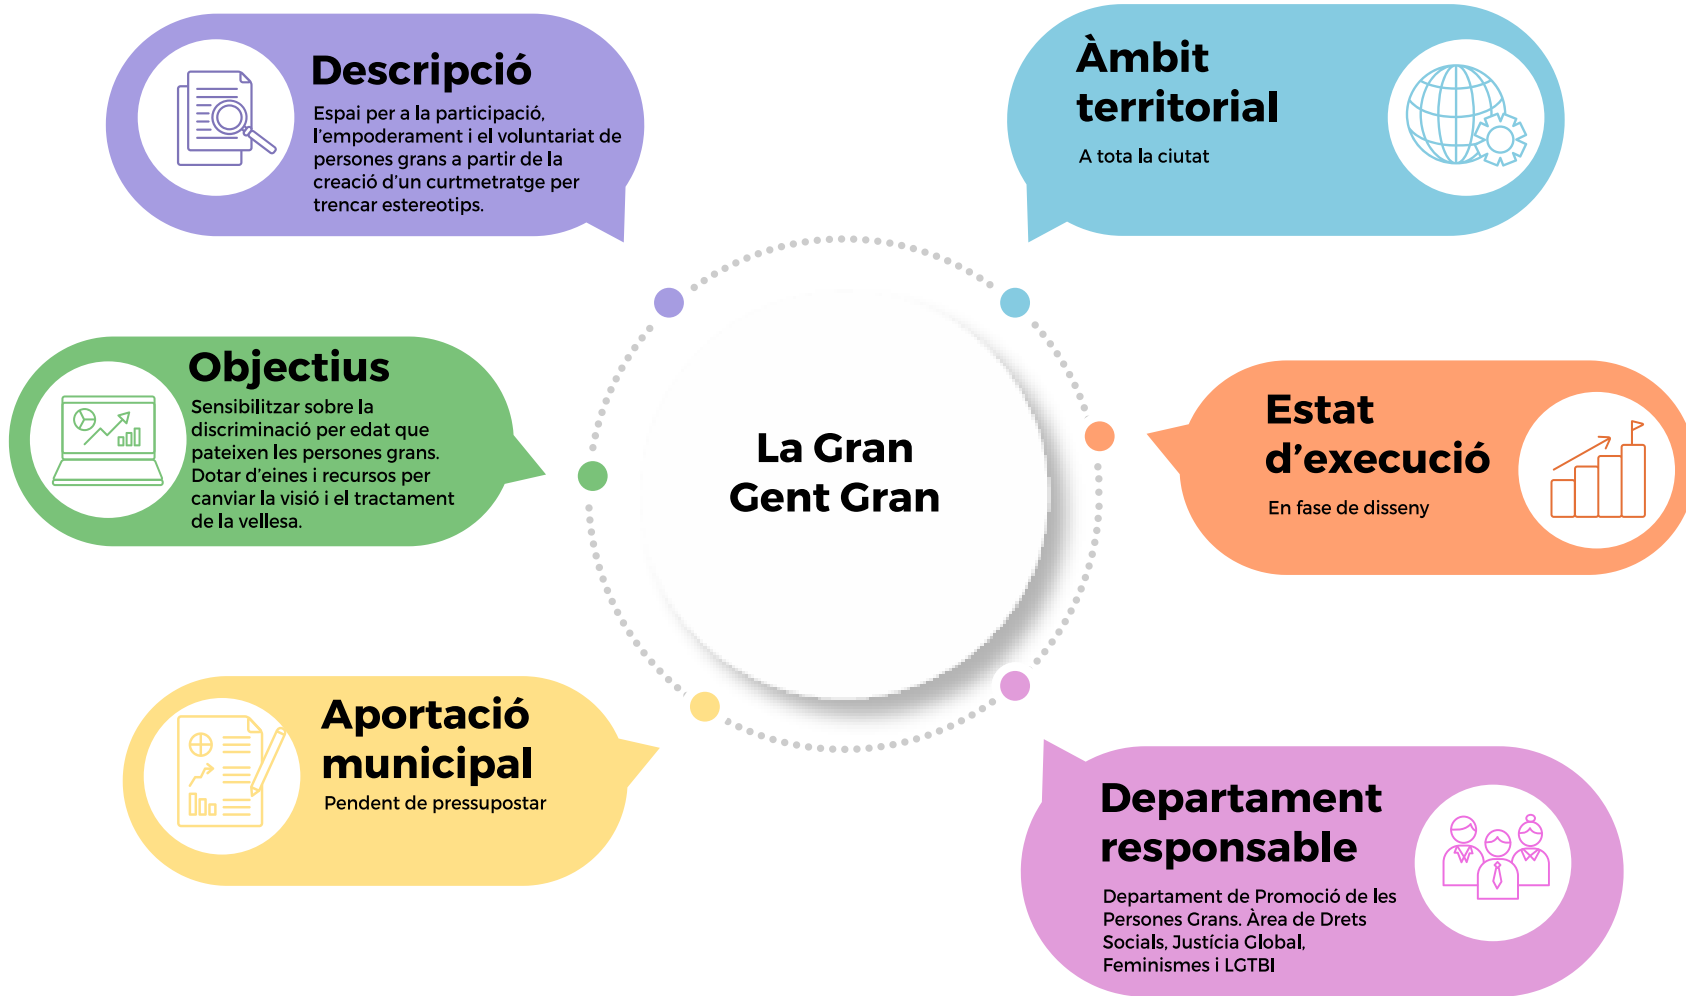 Descripció
Espai per a la participació,
l'empoderament i el voluntariat de
persones grans a partir de la
creació d'un curtmetratge per
trencar estereotips.
Àmbit
territorial
A tota la ciutat
Objectius
Sensibilitzar sobre la
discriminació per edat que
pateixen les persones grans.
Dotar d'eines i recursos per
canviar la visió i el tractament
de la vellesa.
La Gran
Gent Gran
Estat
d'execució
En fase de disseny
Aportació
municipal
Pendent de pressupostar
Departament
responsable
Departament de Promoció de les
Persones Grans. Àrea de Drets
Socials, Justícia Global,
Feminismes i LGTBI